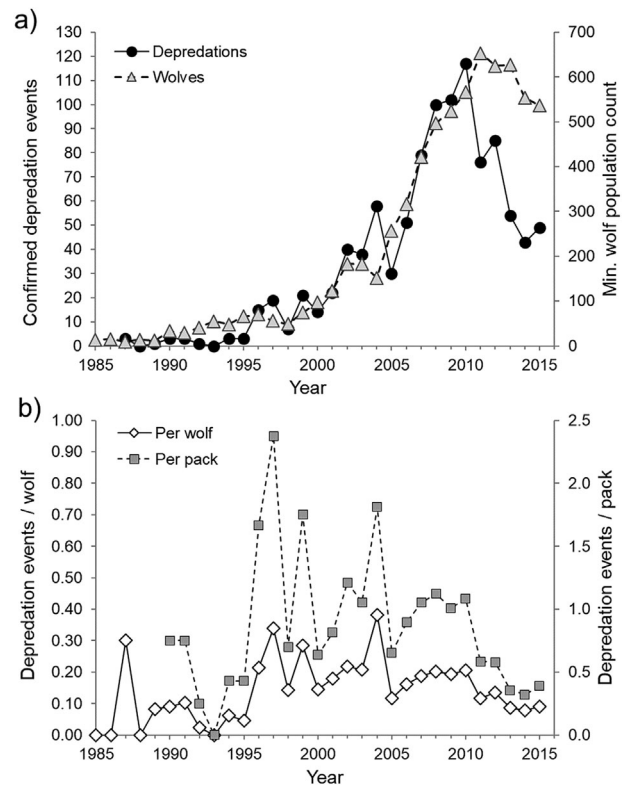 a)
130
120
110
100
90
80
70
60
50
40
30
20
10
0
Confirmed depredation events
Depredations
Wolves
700
600
500
400
300
200
100
0
Min. wolf population count
1985 1990 1995 2000 2005 2010 2015
Year
b)
1.00
0.90
0.80
0.70
0.60
0.50
0.40
0.30
0.20
0.10
0.00
Depredation events / wolf
Per wolf
Per pack
2.5
2.0
1.5
1.0
0.5
0.0
Depredation events / pack
1985 1990 1995 2000 2005 2010 2015
Year